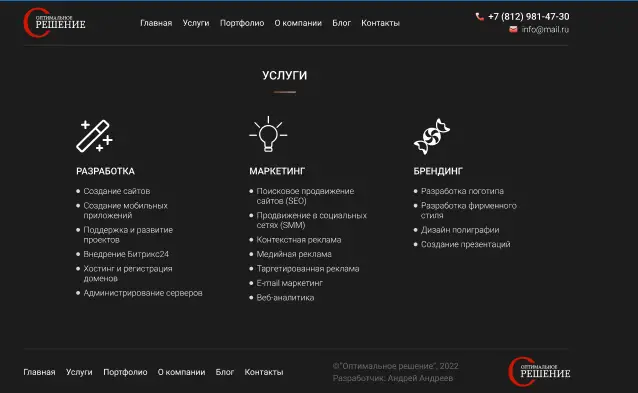 ОПТИМАЛЬНОЕ
РЕШЕНИЕ
Главная Услуги Портфолио О компании Блог Контакты
+7 (812) 981-47-30
info@mail.ru
УСЛУГИ
РАЗРАБОТКА
Создание сайтов
Создание мобильных
приложений
Поддержка и развитие
проектов
Внедрение Битрикс24
Хостинг и регистрация
доменов
Администрирование серверов
МАРКЕТИНГ
Поисковое продвижение
сайтов (SEO)
Продвижение в социальных
сетях (SMM)
Контекстная реклама
Медийная реклама
Таргетированная реклама
E-mail маркетинг
Веб-аналитика
БРЕНДИНГ
Разработка логотипа
Разработка фирменного
стиля
Дизайн полиграфии
Создание презентаций
Главная Услуги Портфолио О компании Блог Контакты
©"Оптимальное решение", 2022
Разработчик: Андрей Андреев
ОПТИМАЛЬНОЕ
РЕШЕНИЕ